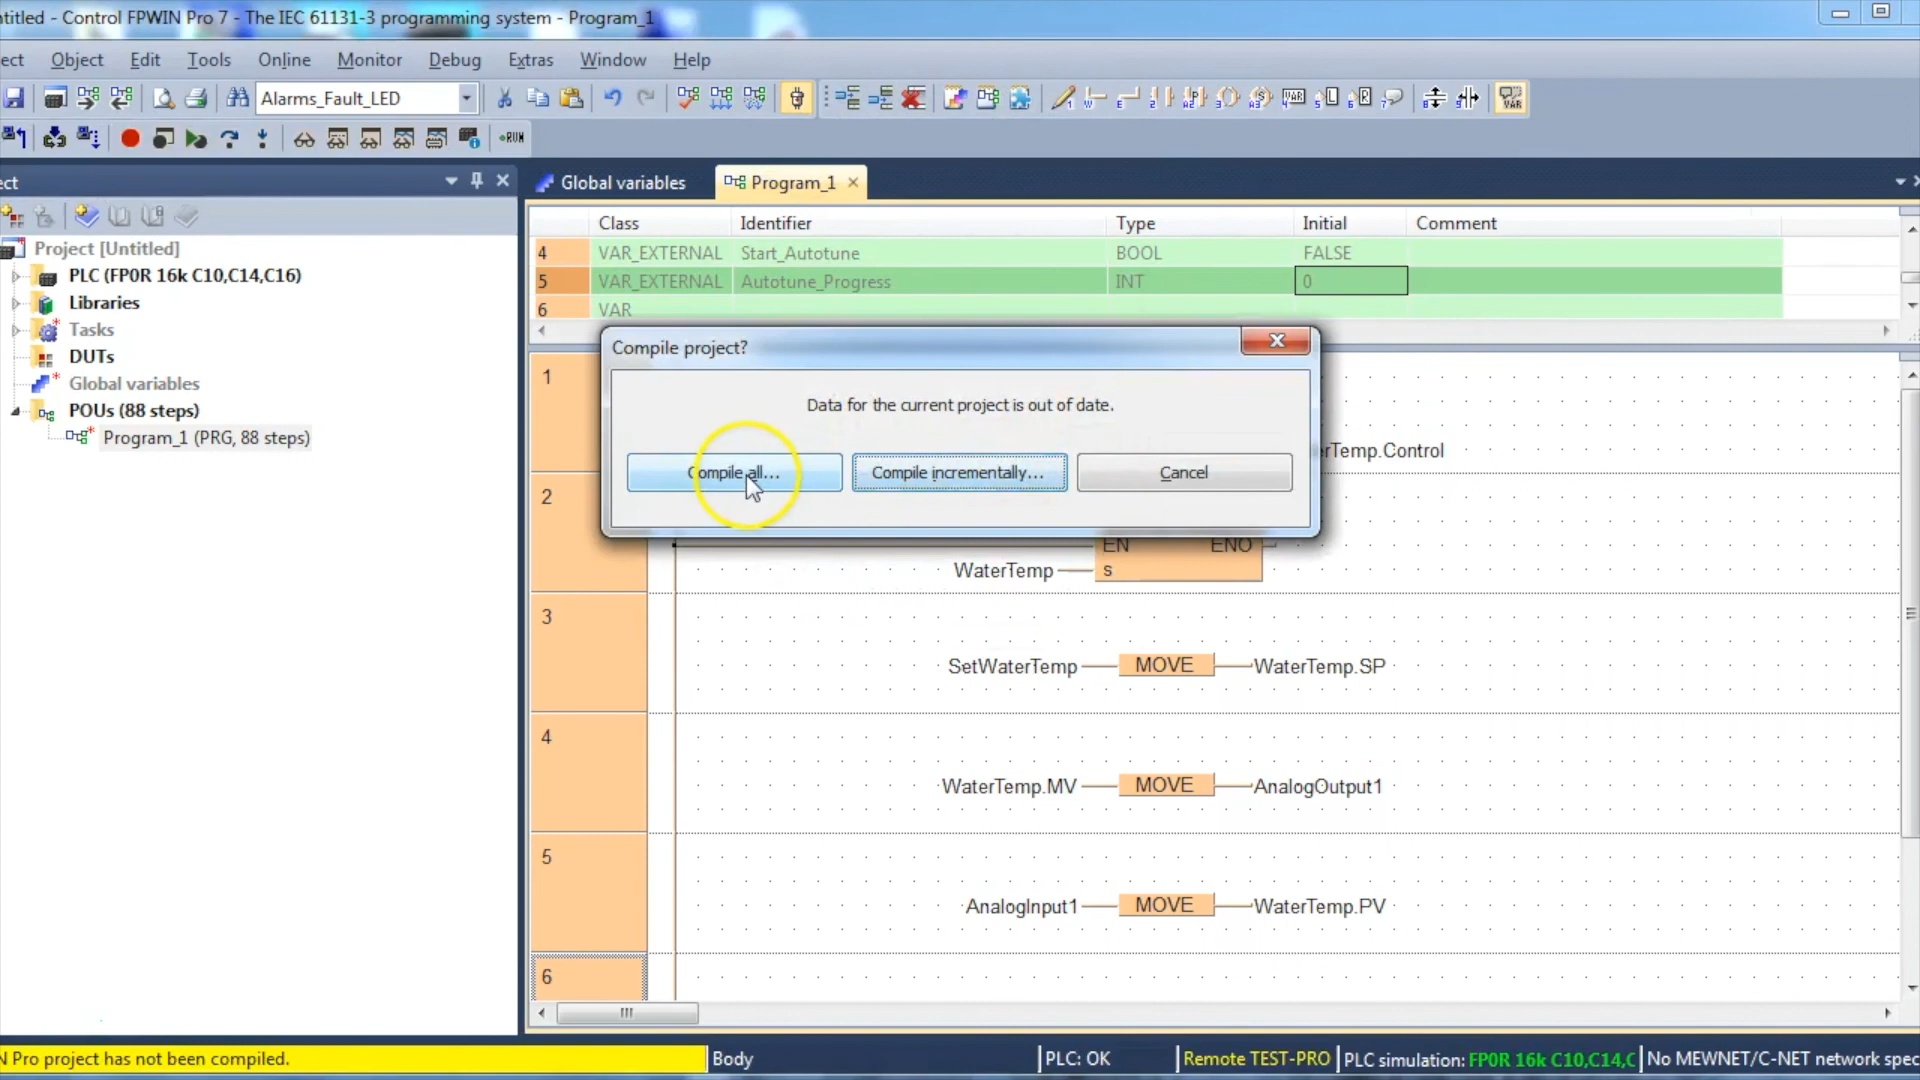 ntitled - Control FPWIN Pro 7 - The IEC 61131-3 programming system - Program_1
ect Object Edit Tools Online Monitor Debug Extras Window Help
Alarms_Fault_LED
RUN
ect
Global variables Program_1
Class Identifier Type Initial Comment
4 VAR_EXTERNAL Start_Autotune BOOL FALSE
5 VAR_EXTERNAL Autotune_Progress INT 0
6 VAR
Project [Untitled]
PLC (FP0R 16k C10,C14,C16)
Libraries
Tasks
DUTs
Global variables
POUs (88 steps)
Program_1 (PRG, 88 steps)
Compile project?
Data for the current project is out of date.
Compile all... Compile incrementally... Cancel
1
rTemp.Control
2
EN ENO
WaterTemp s
3
SetWaterTemp MOVE WaterTemp.SP
4
WaterTemp.MV MOVE AnalogOutput1
5
AnalogInput1 MOVE WaterTemp.PV
6
N Pro project has not been compiled. Body PLC: OK Remote TEST-PRO PLC simulation: FP0R 16k C10,C14,C No MEWNET/C-NET network spec